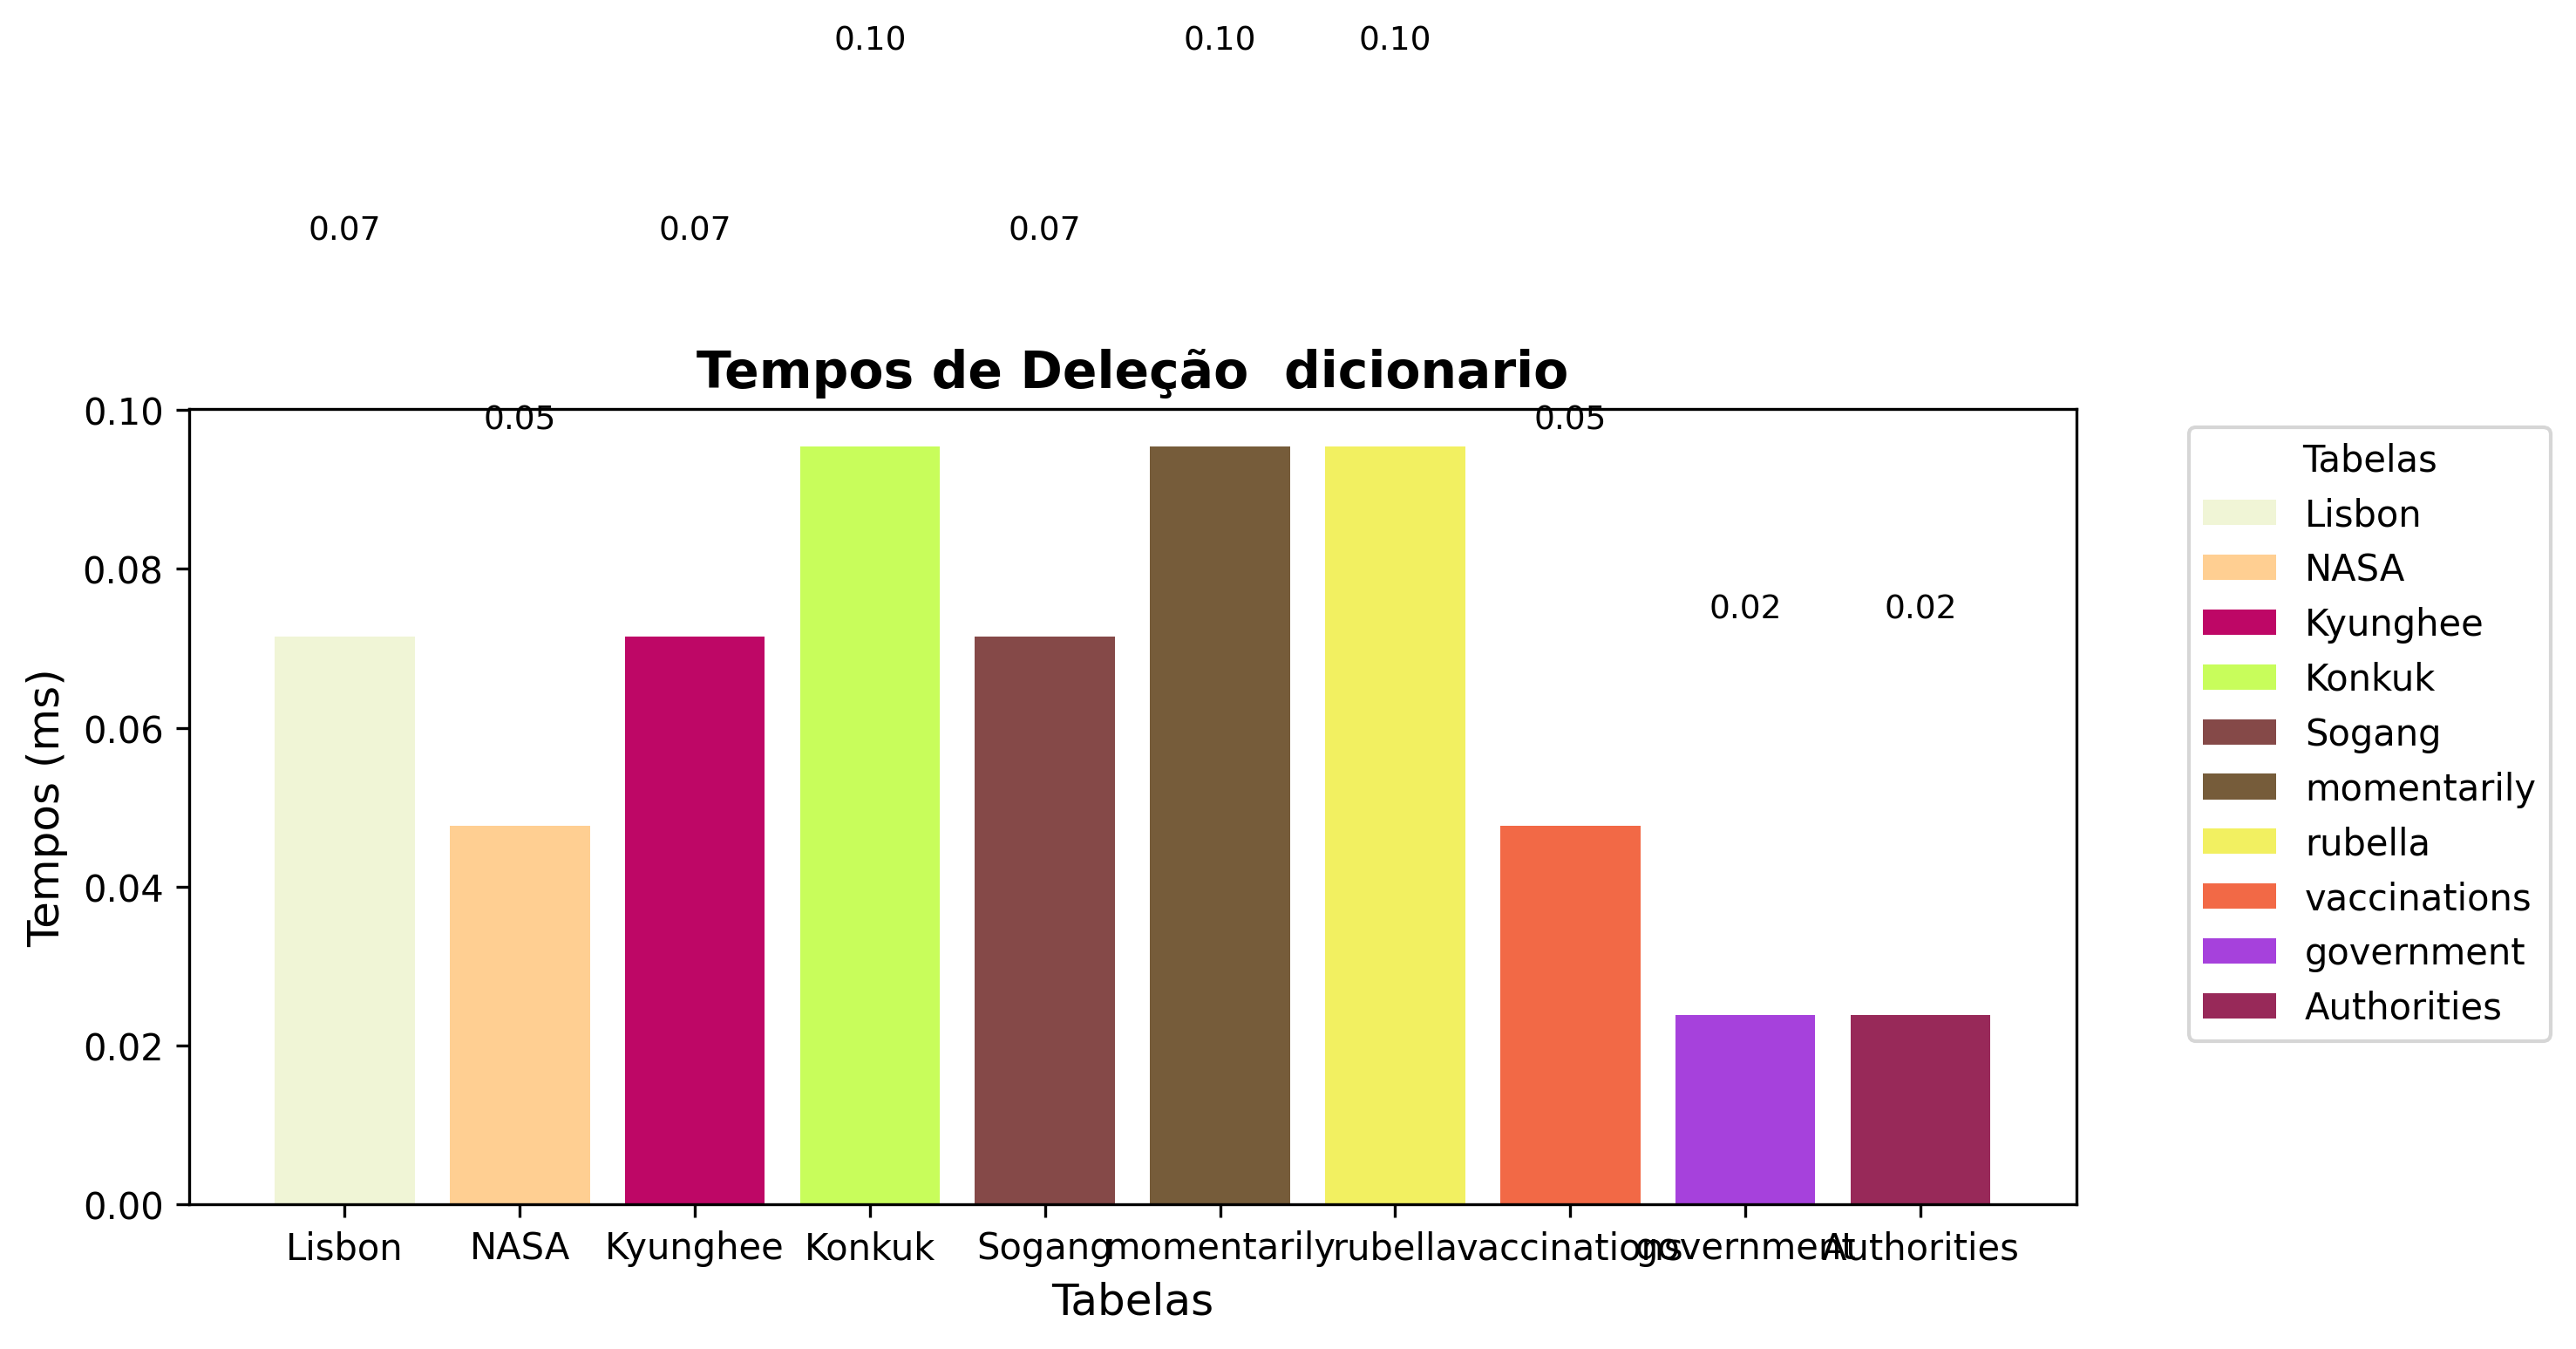 0.10 0.10 0.10
0.07 0.07 0.07
Tempos de Deleção  dicionario
0.05 0.05
0.02 0.02
0.10
0.08
0.06
0.04
0.02
0.00
Tempos (ms)
Lisbon NASA Kyunghee Konkuk Sogang momentarily rubella vaccinations government Authorities
Tabelas
Tabelas
Lisbon
NASA
Kyunghee
Konkuk
Sogang
momentarily
rubella
vaccinations
government
Authorities